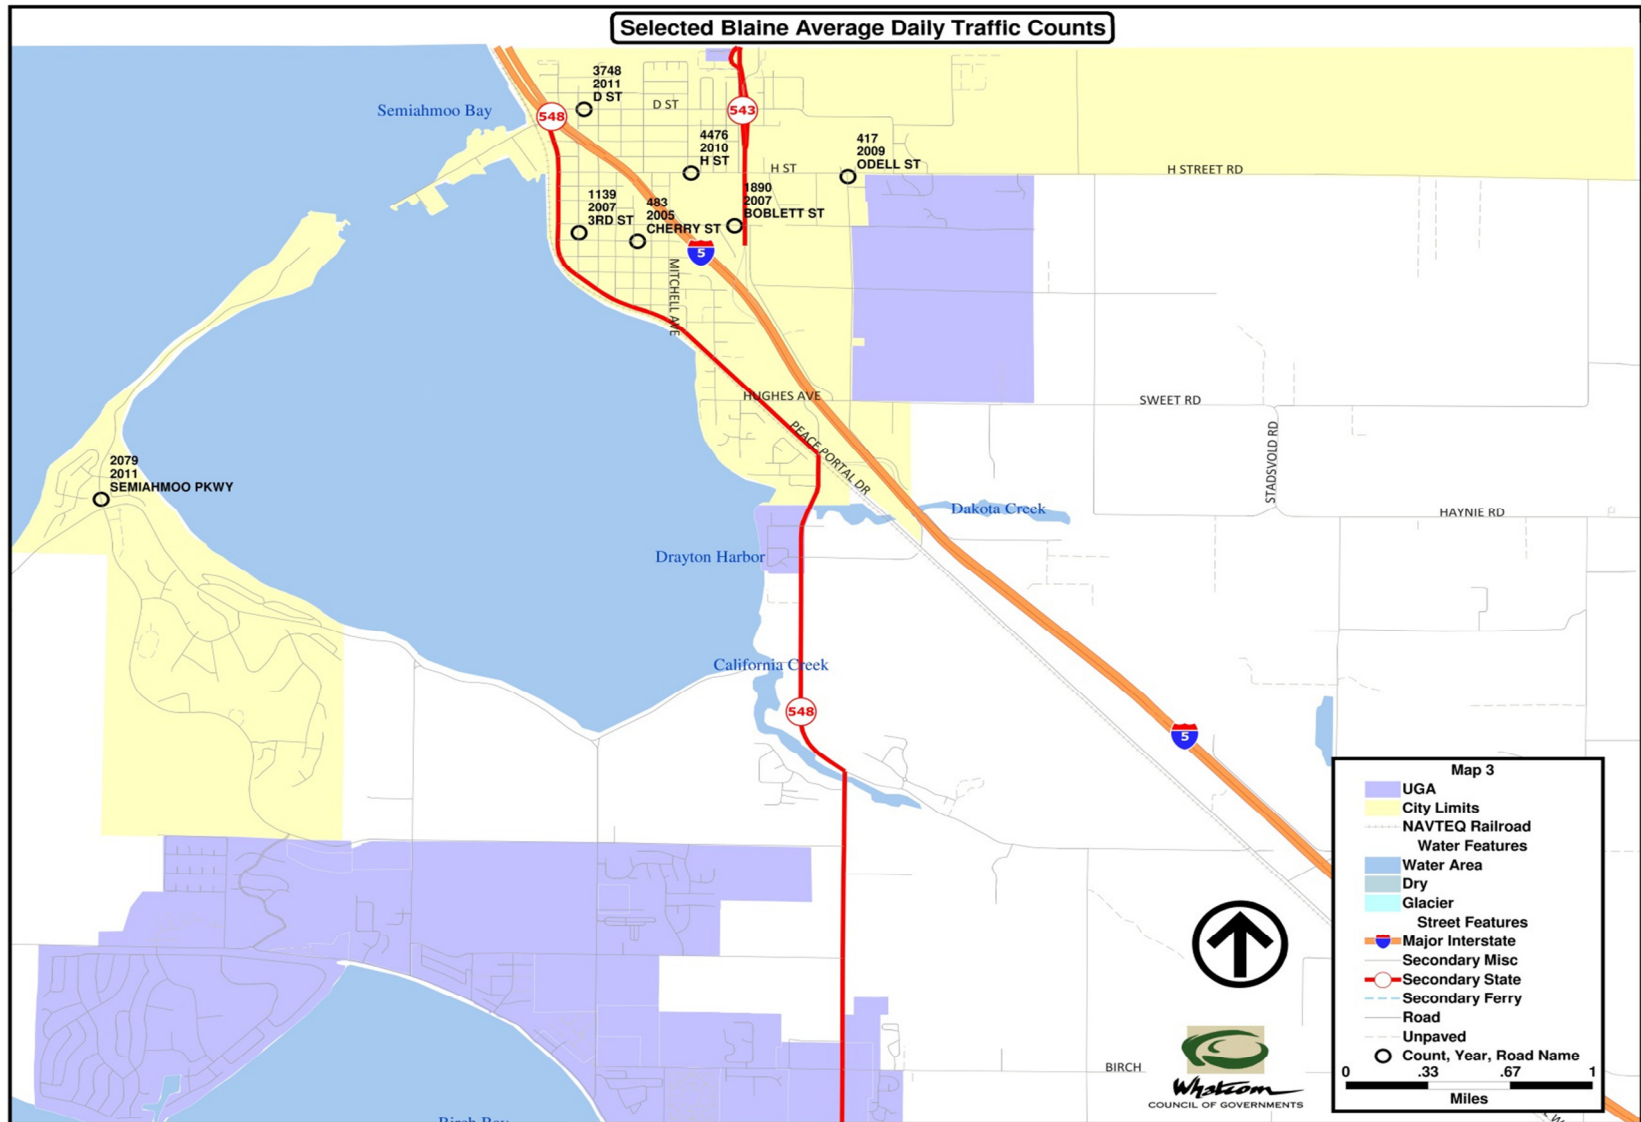 Selected Blaine Average Daily Traffic Counts
Semiahmoo Bay
548
3748
2011
D ST
D ST
543
4476
2010
H ST
H ST
417
2009
ODELL ST
H STREET RD
1139
2007
3RD ST
483
2005
CHERRY ST
1890
2007
BOBLETT ST
5
MITCHELL AVE
HUGHES AVE
PEACE PORTAL DR
SWEET RD
STADSVOLD RD
2079
2011
SEMIAHMOO PKWY
Dakota Creek
HAYNIE RD
Drayton Harbor
California Creek
548
5
BIRCH
Birch Bay
Whatcom
COUNCIL OF GOVERNMENTS
Map 3
UGA
City Limits
NAVTEQ Railroad
Water Features
Water Area
Dry
Glacier
Street Features
Major Interstate
Secondary Misc
Secondary State
Secondary Ferry
Road
Unpaved
Count, Year, Road Name
0 .33 .67 1
Miles